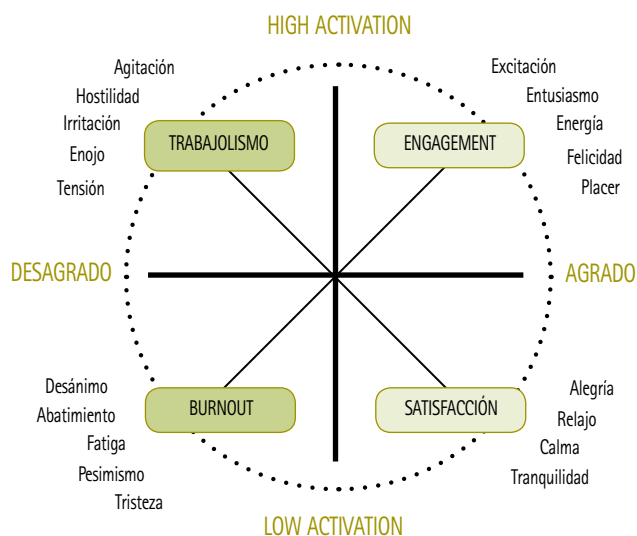 HIGH ACTIVATION
Agitación
Hostilidad
Irritación
Enojo
Tensión
TRABAJOLISMO
Excitación
Entusiasmo
Energía
Felicidad
Placer
ENGAGEMENT
DESAGRADO
AGRADO
Desánimo
Abatimiento
Fatiga
Pesimismo
Tristeza
BURNOUT
SATISFACCIÓN
Alegría
Relajo
Calma
Tranquilidad
LOW ACTIVATION